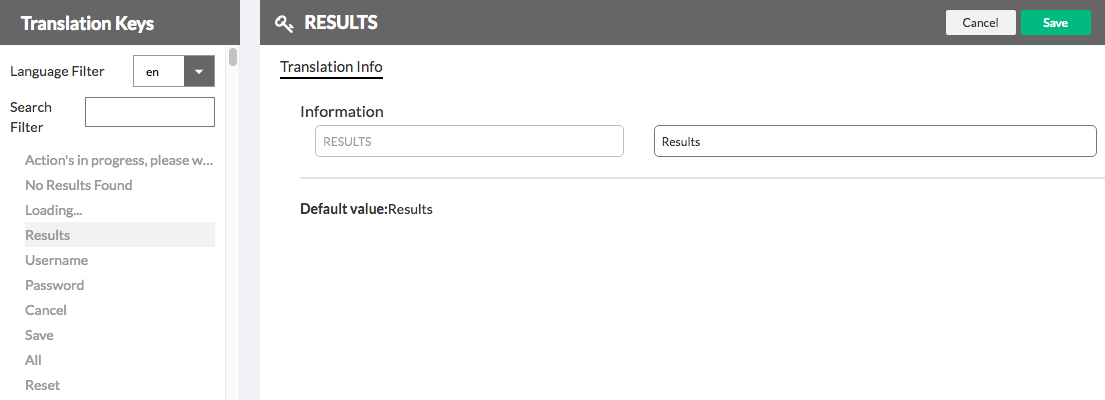 Translation Keys
RESULTS
Cancel
Save
Language Filter
en
Search
Filter
Action's in progress, please w...
No Results Found
Loading...
Results
Username
Password
Cancel
Save
All
Reset
Translation Info
Information
RESULTS
Results
Default value:Results